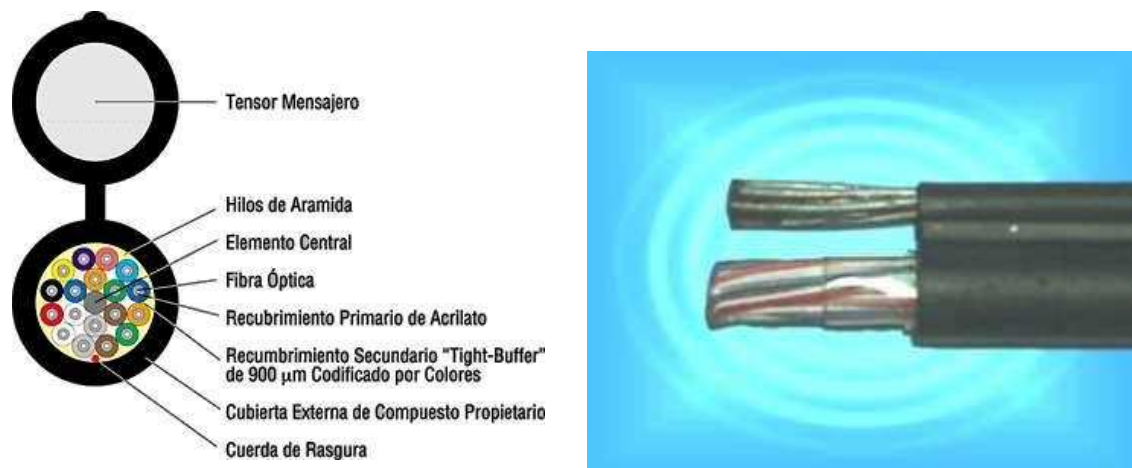 Tensor Mensajero
Hilos de Aramida
Elemento Central
Fibra Óptica
Recubrimiento Primario de Acrilato
Recumbrimiento Secundario "Tight-Buffer"
de 900 μm Codificado por Colores
Cubierta Externa de Compuesto Propietario
Cuerda de Rasgura